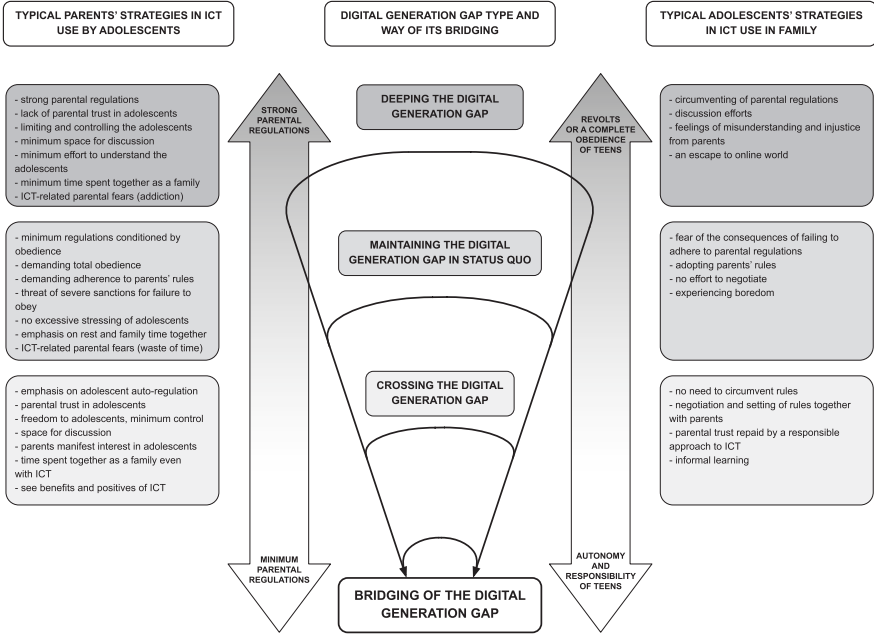 TYPICAL PARENTS' STRATEGIES IN ICT
USE BY ADOLESCENTS
DIGITAL GENERATION GAP TYPE AND
WAY OF ITS BRIDGING
TYPICAL ADOLESCENTS' STRATEGIES
IN ICT USE IN FAMILY
- strong parental regulations
- lack of parental trust in adolescents
- limiting and controlling the adolescents
- minimum space for discussion
- minimum effort to understand the
adolescents
- minimum time spent together as a family
- ICT-related parental fears (addiction)
STRONG
PARENTAL
REGULATIONS
DEEPING THE DIGITAL
GENERATION GAP
REVOLTS
OR A COMPLETE
OBEDIENCE
OF TEENS
- circumventing of parental regulations
- discussion efforts
- feelings of misunderstanding and injustice
from parents
- an escape to online world
- minimum regulations conditioned by
obedience
- demanding total obedience
- demanding adherence to parents' rules
- threat of severe sanctions for failure to
obey
- no excessive stressing of adolescents
- emphasis on rest and family time together
- ICT-related parental fears (waste of time)
MAINTAINING THE DIGITAL
GENERATION GAP IN STATUS QUO
- fear of the consequences of failing to
adhere to parental regulations
- adopting parents' rules
- no effort to negotiate
- experiencing boredom
- emphasis on adolescent auto-regulation
- parental trust in adolescents
- freedom to adolescents, minimum control
- space for discussion
- parents manifest interest in adolescents
- time spent together as a family even
with ICT
- see benefits and positives of ICT
CROSSING THE DIGITAL
GENERATION GAP
- no need to circumvent rules
- negotiation and setting of rules together
with parents
- parental trust repaid by a responsible
approach to ICT
- informal learning
MINIMUM
PARENTAL
REGULATIONS
BRIDGING OF THE DIGITAL
GENERATION GAP
AUTONOMY
AND
RESPONSIBILITY
OF TEENS